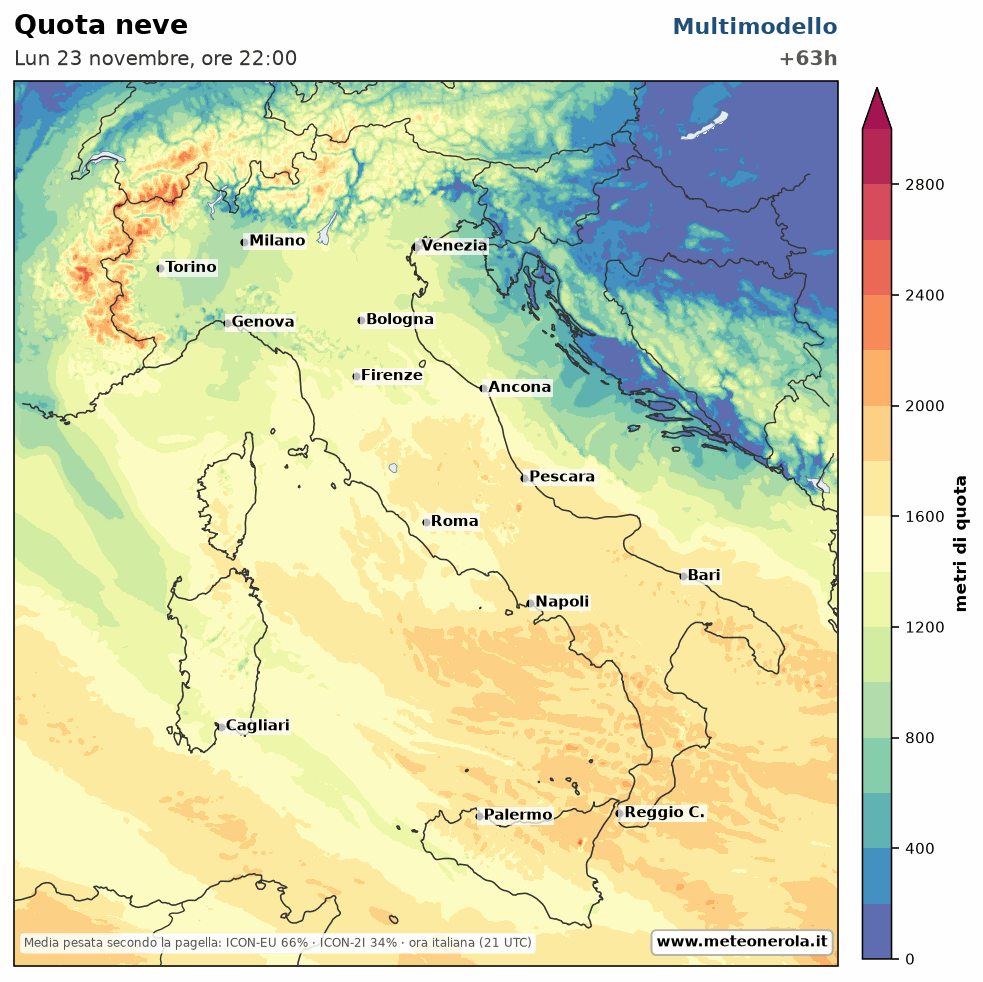 Quota neve
Multimodello
Lun 23 novembre, ore 22:00
+63h
Milano
Venezia
Torino
Genova
Bologna
Firenze
Ancona
Pescara
Roma
Bari
Napoli
Cagliari
Palermo
Reggio C.
2800
2400
2000
1600
1200
800
400
0
metri di quota
Media pesata secondo la pagella: ICON-EU 66% · ICON-2I 34% · ora italiana (21 UTC)
www.meteonerola.it